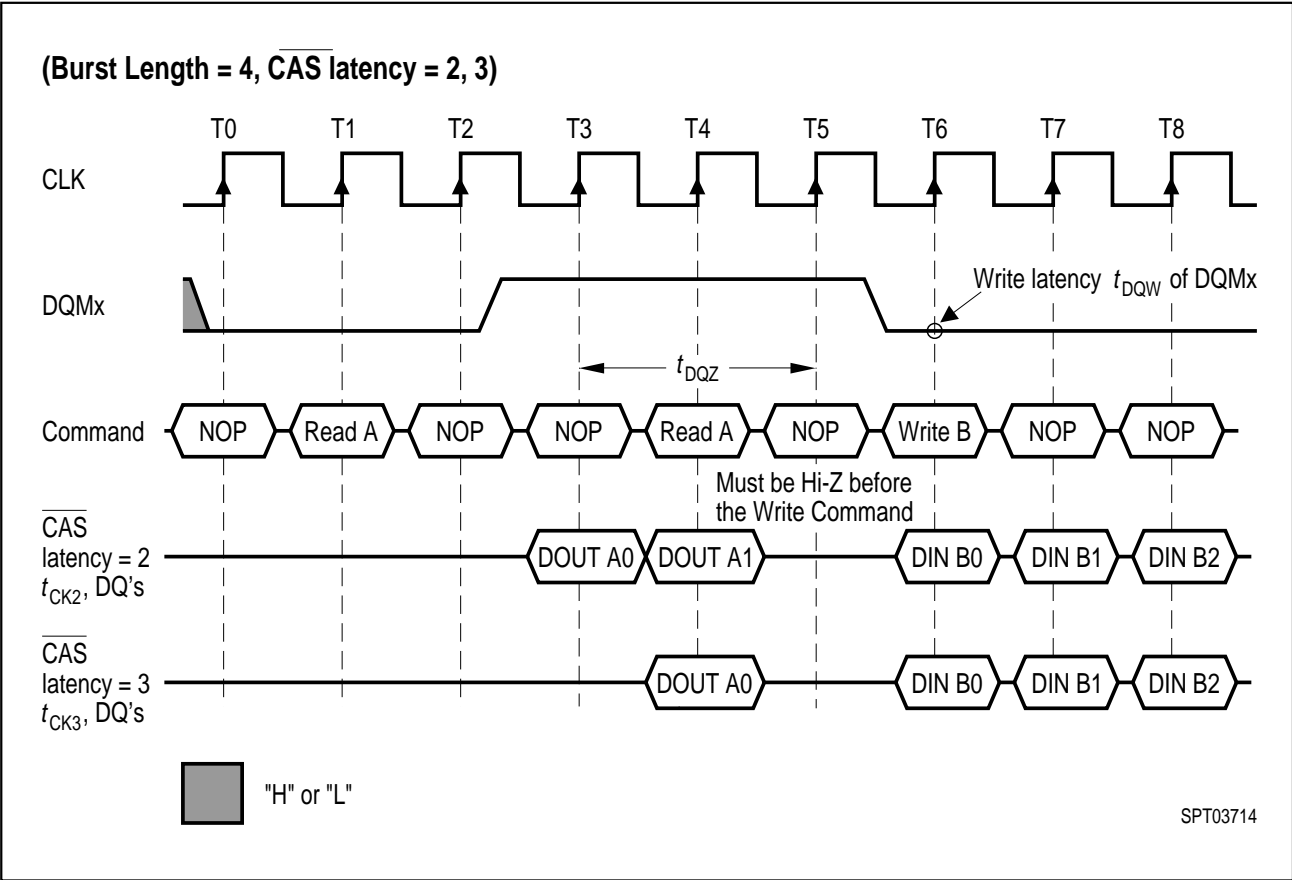 (Burst Length = 4, CAS latency = 2, 3)
T0 T1 T2 T3 T4 T5 T6 T7 T8
CLK
Write latency tDQW of DQMx
DQMx
tDQZ
Command NOP Read A NOP NOP Read A NOP Write B NOP NOP
Must be Hi-Z before
the Write Command
CAS
latency = 2 DOUT A0 DOUT A1 DIN B0 DIN B1 DIN B2
tCK2, DQ's
CAS
latency = 3 DOUT A0 DIN B0 DIN B1 DIN B2
tCK3, DQ's
"H" or "L"
SPT03714